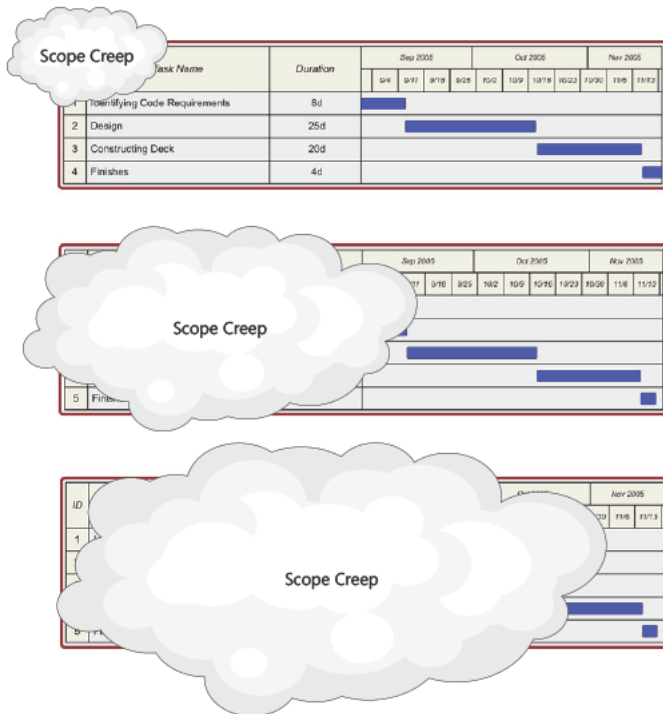 Scope Creep
Task Name Duration Sep 2005 Oct 2005 Nov 2005
9/4 9/11 9/18 9/25 10/2 10/9 10/16 10/23 10/30 11/6 11/13
1 Identifying Code Requirements 8d
2 Design 25d
3 Constructing Deck 20d
4 Finishes 4d
Sep 2005 Oct 2005 Nov 2005
9/18 9/25 10/2 10/9 10/16 10/23 10/30 11/6 11/13
Scope Creep
5
ID Nov 2005
11/6 11/13
1
Scope Creep